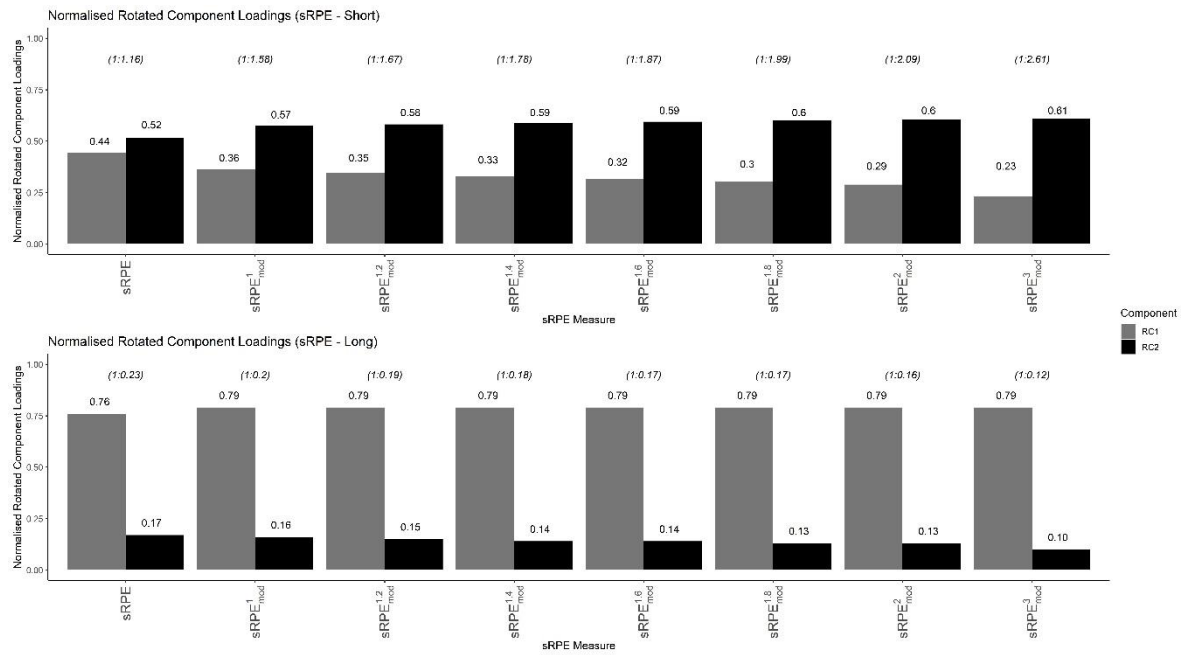 Normalised Rotated Component Loadings (sRPE - Short)
Normalised Rotated Component Loadings
1.00
0.75
0.50
0.25
0.00
(1:1.16) (1:1.58) (1:1.67) (1:1.78) (1:1.87) (1:1.99) (1:2.09) (1:2.61)
0.44 0.52 0.36 0.57 0.35 0.58 0.33 0.59 0.32 0.59 0.3 0.6 0.29 0.6 0.23 0.61
sRPE sRPE¹mod sRPE¹·²mod sRPE¹·⁴mod sRPE¹·⁶mod sRPE¹·⁸mod sRPE²mod sRPE³mod
sRPE Measure
Normalised Rotated Component Loadings (sRPE - Long)
Normalised Rotated Component Loadings
1.00
0.75
0.50
0.25
0.00
(1:0.23) (1:0.2) (1:0.19) (1:0.18) (1:0.17) (1:0.17) (1:0.16) (1:0.12)
0.76 0.17 0.79 0.16 0.79 0.15 0.79 0.14 0.79 0.14 0.79 0.13 0.79 0.13 0.79 0.10
sRPE sRPE¹mod sRPE¹·²mod sRPE¹·⁴mod sRPE¹·⁶mod sRPE¹·⁸mod sRPE²mod sRPE³mod
sRPE Measure
Component
RC1
RC2